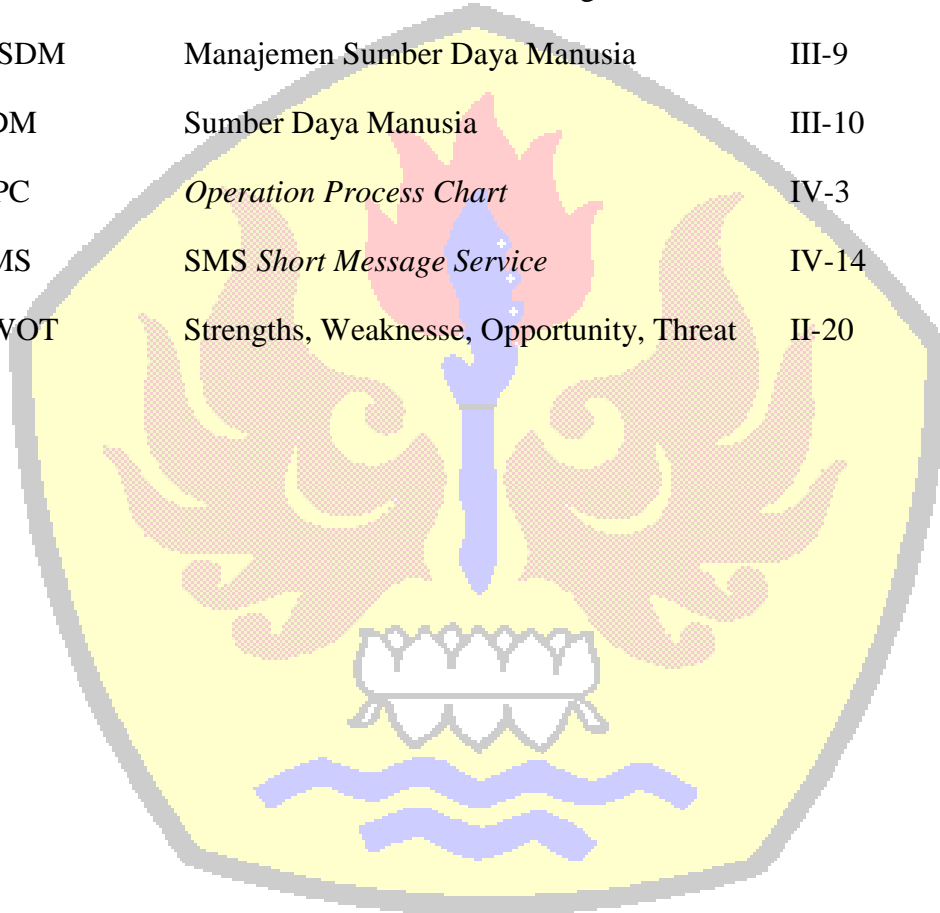 SDM Manajemen Sumber Daya Manusia III-9
DM Sumber Daya Manusia III-10
PC Operation Process Chart IV-3
MS SMS Short Message Service IV-14
WOT Strengths, Weaknesse, Opportunity, Threat II-20